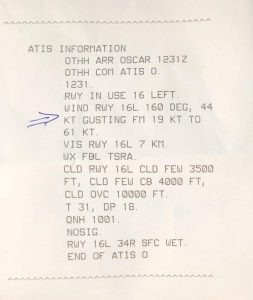 ATIS INFORMATION
OTHH ARR OSCAR 1231Z
OTHH COM ATIS O.
1231.
RWY IN USE 16 LEFT.
WIND RWY 16L 160 DEG, 44
KT GUSTING FM 19 KT TO
61 KT.
VIS RWY 16L 7 KM.
WX FBL TSRA.
CLD RWY 16L CLD FEW 3500
FT, CLD FEW CB 4000 FT,
CLD OVC 10000 FT.
T 31, DP 18.
QNH 1001.
NOSIG.
RWY 16L 34R SFC WET.
END OF ATIS O